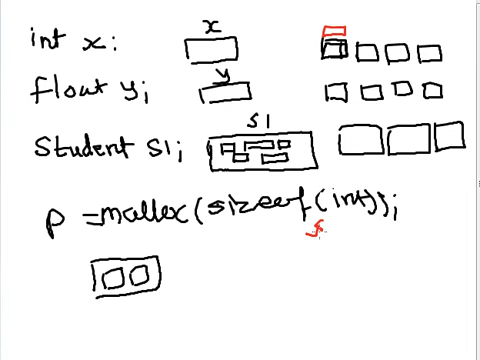 int x:
x
float y;
y
Student S1;
S1
p =malloc(sizeof(int));